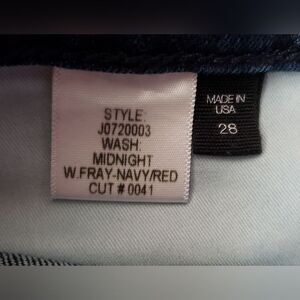 STYLE:
J0720003
WASH:
MIDNIGHT
W.FRAY-NAVY/RED
CUT # 0041
MADE IN
USA
28